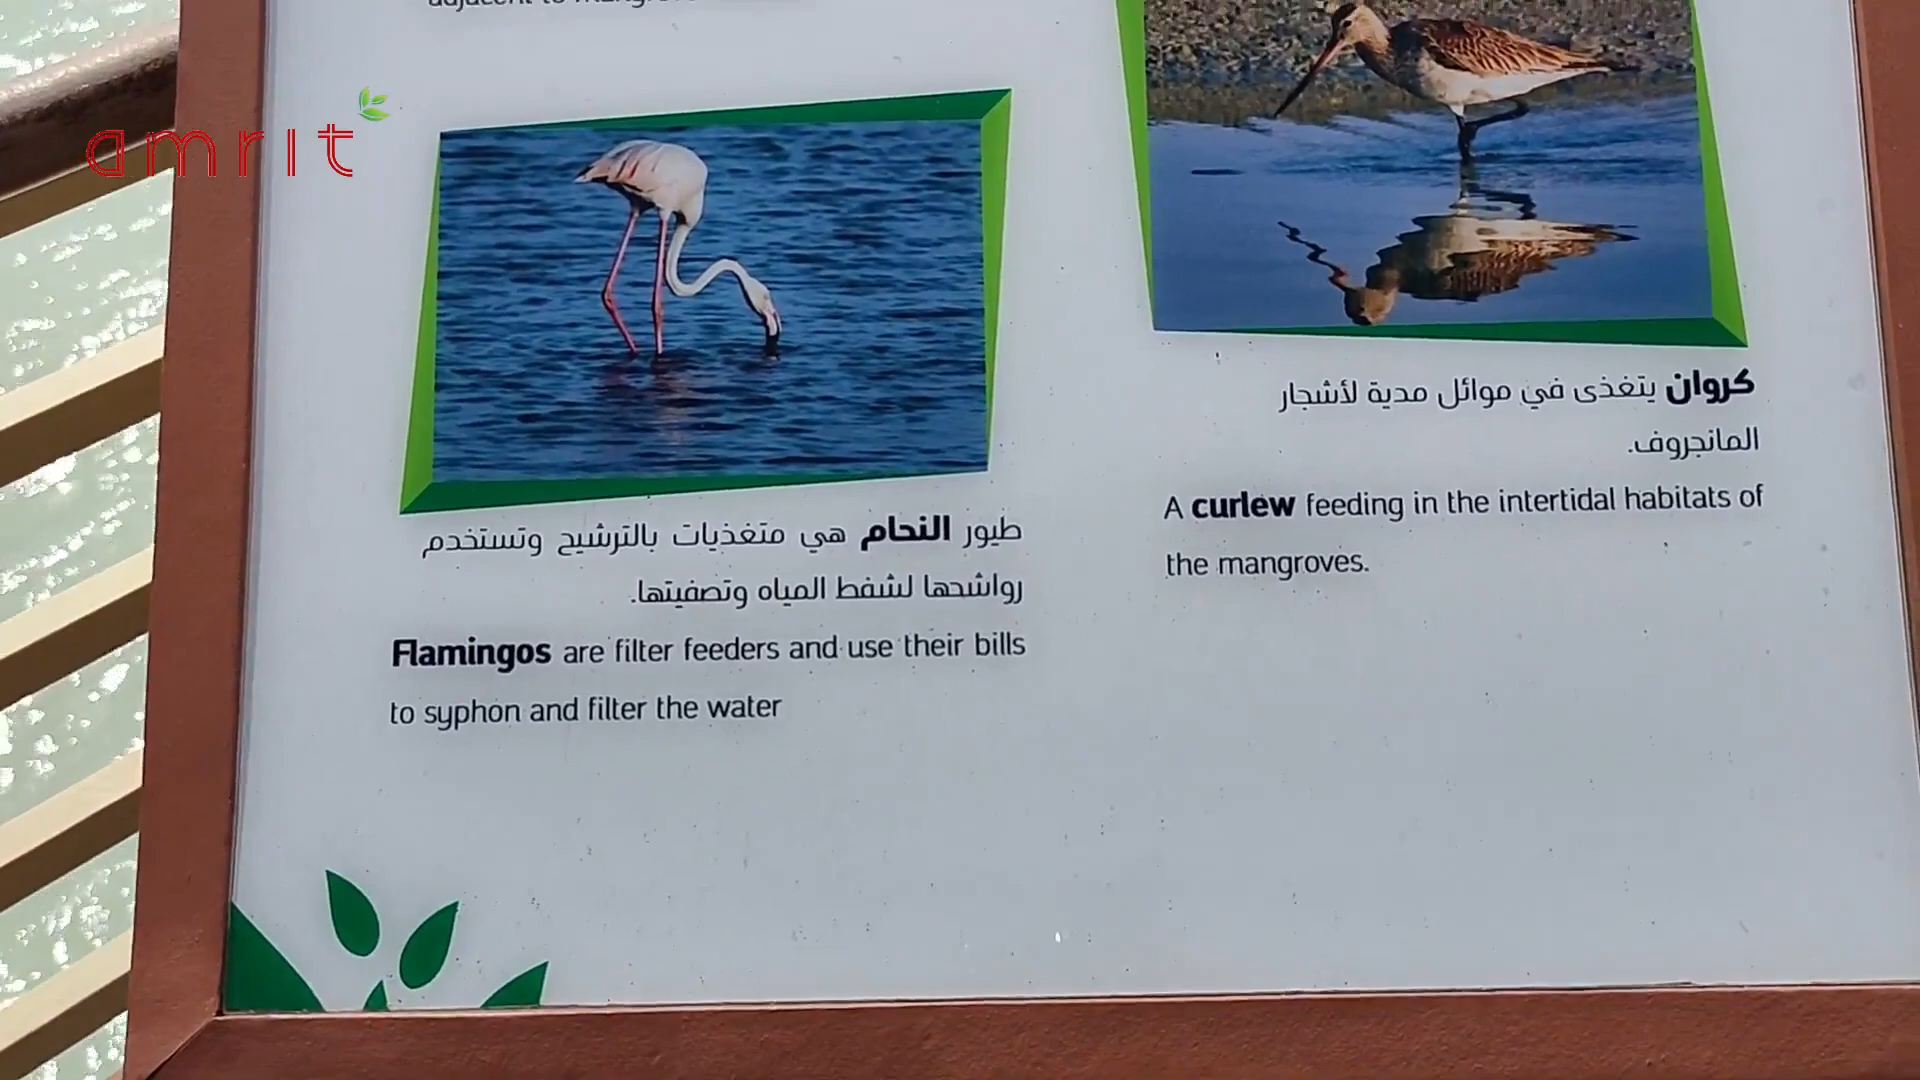 adjacent to
amrit
طيور النحام هي متغذيات بالترشيح وتستخدم
رواشحها لشفط المياه وتصفيتها.
Flamingos are filter feeders and use their bills
to syphon and filter the water
كروان يتغذى في موائل مدية لأشجار
المانجروف.
A curlew feeding in the intertidal habitats of
the mangroves.